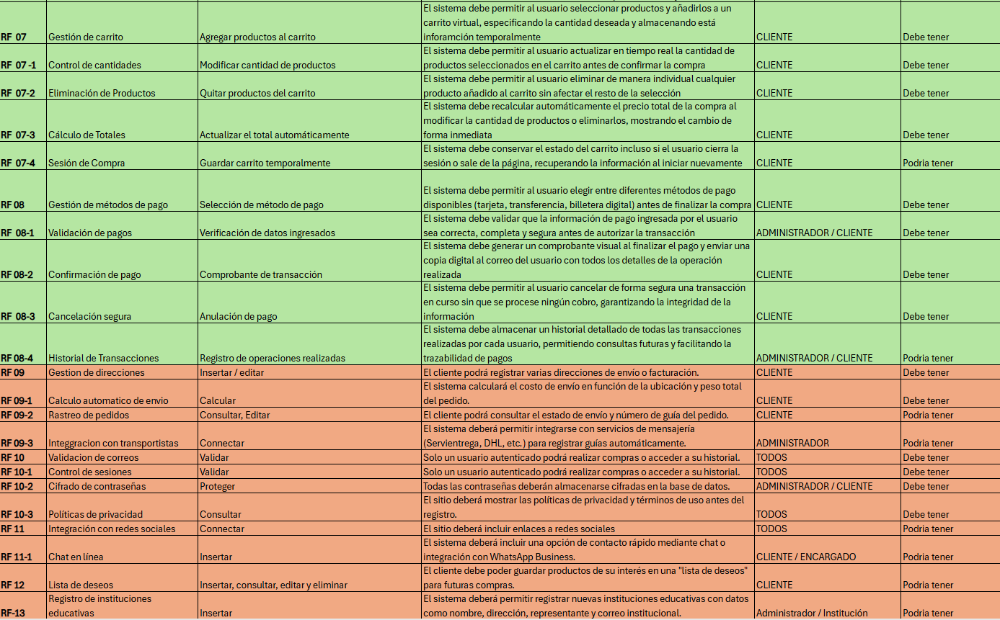 El sistema debe permitir al usuario seleccionar productos y añadirlos a un
carrito virtual, especificando la cantidad deseada y almacenando está
RF 07 Gestión de carrito Agregar productos al carrito inforamción temporalmente CLIENTE Debe tener
El sistema debe permitir al usuario actualizar en tiempo real la cantidad de
RF 07 -1 Control de cantidades Modificar cantidad de productos productos seleccionados en el carrito antes de confirmar la compra CLIENTE Debe tener
El sistema debe permitir al usuario eliminar de manera individual cualquier
RF 07-2 Eliminación de Productos Quitar productos del carrito producto añadido al carrito sin afectar el resto de la selección CLIENTE Debe tener
El sistema debe recalcular automáticamente el precio total de la compra al
modificar la cantidad de productos o eliminarlos, mostrando el cambio de
RF 07-3 Cálculo de Totales Actualizar el total automáticamente forma inmediata CLIENTE Debe tener
El sistema debe conservar el estado del carrito incluso si el usuario cierra la
RF 07-4 Sesión de Compra Guardar carrito temporalmente sesión o sale de la página, recuperando la información al iniciar nuevamente CLIENTE Podria tener
El sistema debe permitir al usuario elegir entre diferentes métodos de pago
RF 08 Gestión de métodos de pago Selección de método de pago disponibles (tarjeta, transferencia, billetera digital) antes de finalizar la compra CLIENTE Debe tener
El sistema debe validar que la información de pago ingresada por el usuario
RF 08-1 Validación de pagos Verificación de datos ingresados sea correcta, completa y segura antes de autorizar la transacción ADMINISTRADOR / CLIENTE Debe tener
El sistema debe generar un comprobante visual al finalizar el pago y enviar una
copia digital al correo del usuario con todos los detalles de la operación
RF 08-2 Confirmación de pago Comprobante de transacción realizada CLIENTE Debe tener
El sistema debe permitir al usuario cancelar de forma segura una transacción
en curso sin que se procese ningún cobro, garantizando la integridad de la
RF 08-3 Cancelación segura Anulación de pago información CLIENTE Debe tener
El sistema debe almacenar un historial detallado de todas las transacciones
realizadas por cada usuario, permitiendo consultas futuras y facilitando la
RF 08-4 Historial de Transacciones Registro de operaciones realizadas trazabilidad de pagos ADMINISTRADOR / CLIENTE Podria tener
RF 09 Gestion de direcciones Insertar / editar El cliente podrá registrar varias direcciones de envío o facturación. CLIENTE Debe tener
El sistema calculará el costo de envío en función de la ubicación y peso total
RF 09-1 Calculo automatico de envio Calcular del pedido. CLIENTE Debe tener
RF 09-2 Rastreo de pedidos Consultar, Editar El cliente podrá consultar el estado de envío y número de guía del pedido. CLIENTE Podria tener
El sistema deberá permitir integrarse con servicios de mensajería
RF 09-3 Integgracion con transportistas Connectar (Servientrega, DHL, etc.) para registrar guías automáticamente. ADMINISTRADOR Podria tener
RF 10 Validacion de correos Validar Solo un usuario autenticado podrá realizar compras o acceder a su historial. TODOS Debe tener
RF 10-1 Control de sesiones Validar Solo un usuario autenticado podrá realizar compras o acceder a su historial. TODOS Debe tener
RF 10-2 Cifrado de contraseñas Proteger Todas las contraseñas deberán almacenarse cifradas en la base de datos. ADMINISTRADOR / CLIENTE Debe tener
El sitio deberá mostrar las políticas de privacidad y términos de uso antes del
RF 10-3 Políticas de privacidad Consultar registro. TODOS Debe tener
RF 11 Integración con redes sociales Connectar El sitio deberá incluir enlaces a redes sociales TODOS Podria tener
El sistema deberá incluir una opción de contacto rápido mediante chat o
RF 11-1 Chat en línea Insertar integración con WhatsApp Business. CLIENTE / ENCARGADO Podria tener
El cliente debe poder guardar productos de su interés en una "lista de deseos"
RF 12 Lista de deseos Insertar, consultar, editar y eliminar para futuras compras. CLIENTE Podria tener
Registro de instituciones El sistema deberá permitir registrar nuevas instituciones educativas con datos
RF-13 educativas Insertar como nombre, dirección, representante y correo institucional. Administrador / Institución Podria tener